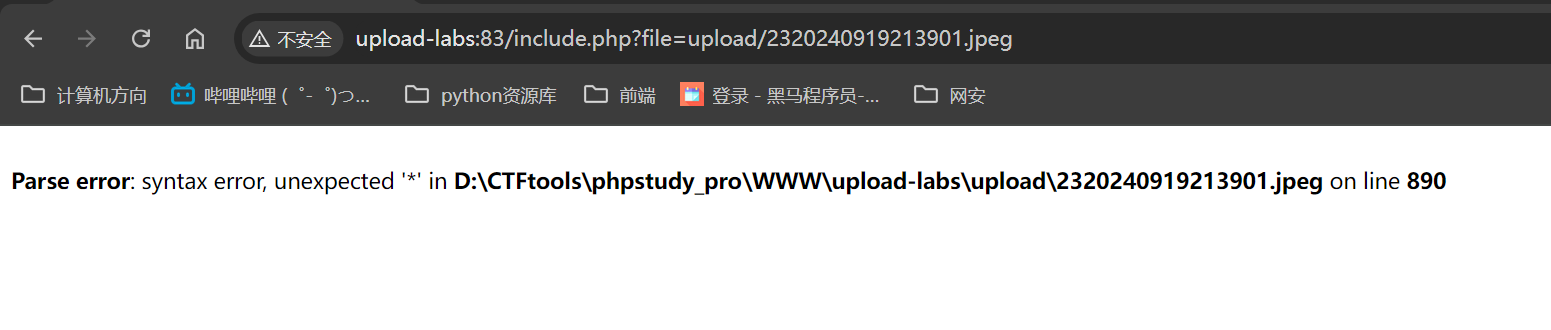 不安全 upload-labs:83/include.php?file=upload/2320240919213901.jpeg
计算机方向 哔哩哔哩 (゜-゜)つ... python资源库 前端 登录 - 黑马程序员-... 网安
Parse error: syntax error, unexpected '*' in D:\CTFtools\phpstudy_pro\WWW\upload-labs\upload\2320240919213901.jpeg on line 890